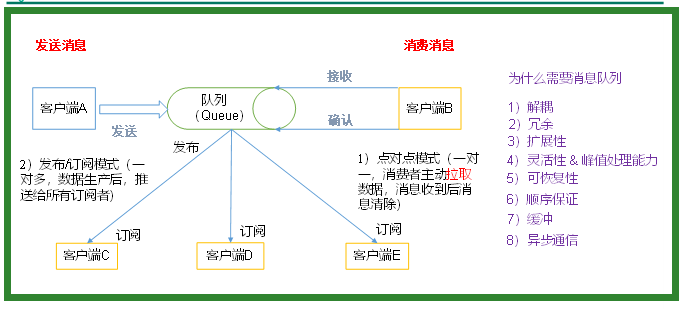 发送消息
消费消息
接收
客户端A
队列
（Queue）
客户端B
发送
确认
发布
2）发布/订阅模式（一
对多，数据生产后，推
送给所有订阅者)
1）点对点模式（一对
一，消费者主动拉取
数据，消息收到后消
息清除)
订阅
订阅
订阅
客户端C
客户端D
客户端E
为什么需要消息队列
1）解耦
2）冗余
3）扩展性
4）灵活性 & 峰值处理能力
5）可恢复性
6）顺序保证
7）缓冲
8）异步通信